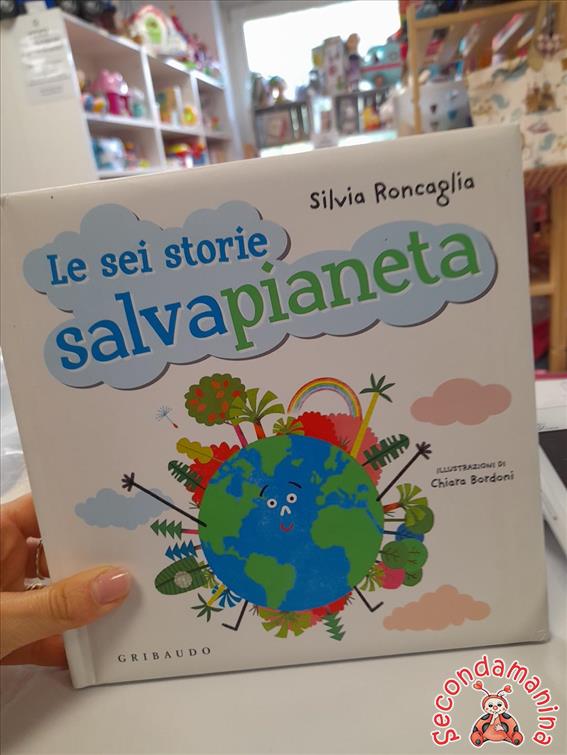 Silvia Roncaglia
Le sei storie
salvapianeta
ILLUSTRAZIONI DI
Chiara Bordoni
GRIBAUDO
Secondamanina